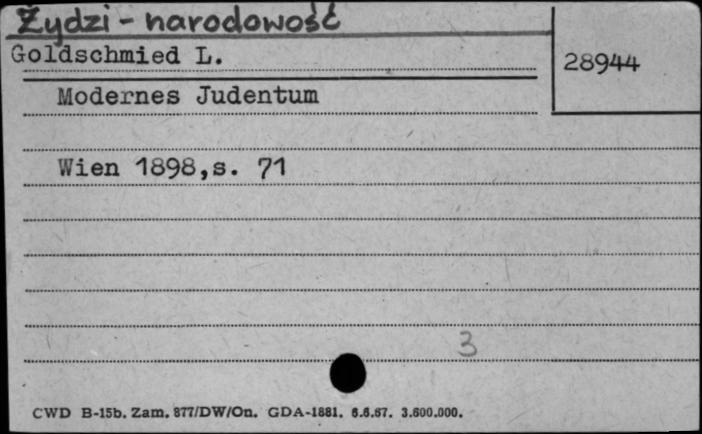 Żydzi - narodowość
Goldschmied L.
28944
Modernes Judentum
Wien 1898,s. 71
3
CWD B-15b. Zam. 877/DW/On. GDA-1881. 6.6.67. 3.600.000.